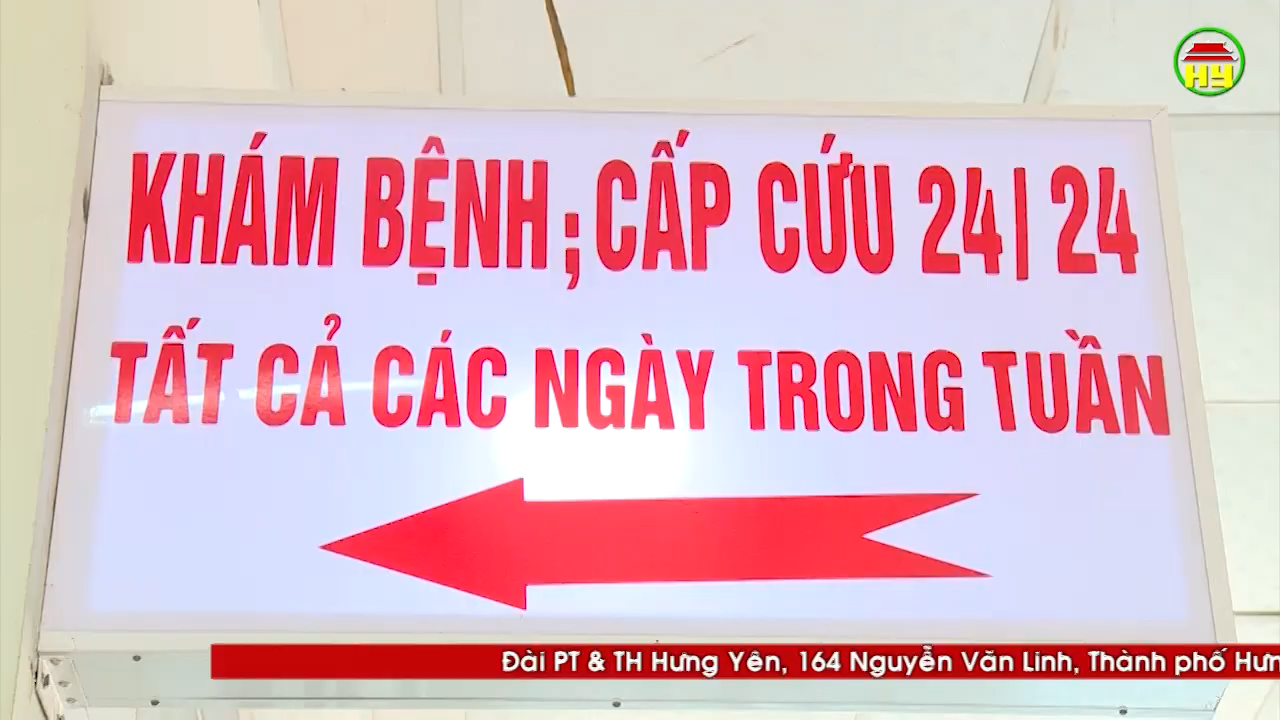 HY
KHÁM BỆNH; CẤP CỨU 24| 24
TẤT CẢ CÁC NGÀY TRONG TUẦN
Đài PT & TH Hưng Yên, 164 Nguyễn Văn Linh, Thành phố